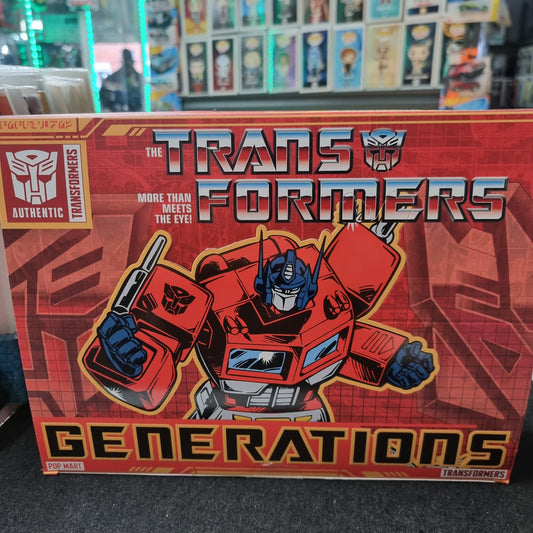 AUTHENTIC
TRANSFORMERS
THE TRANS
FORMERS
MORE THAN
MEETS
THE EYE!
GENERATIONS
POP MART
TRANSFORMERS